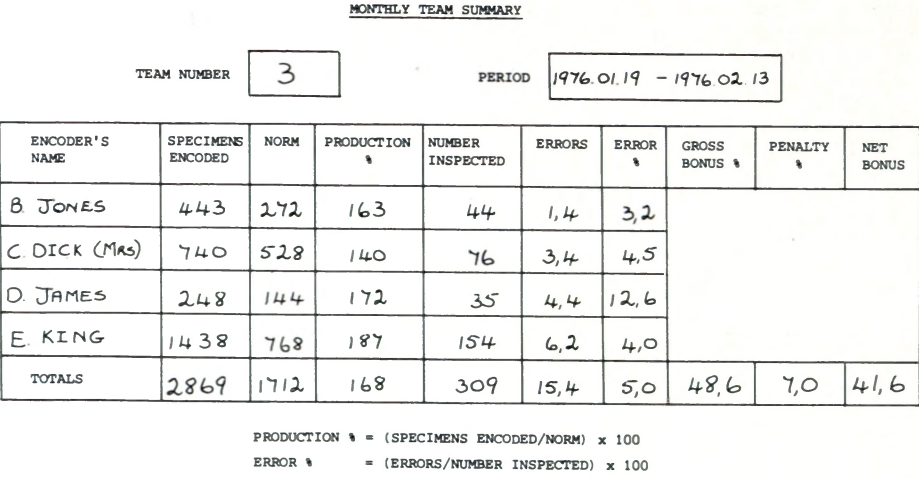 MONTHLY TEAM SUMMARY
TEAM NUMBER 3 PERIOD 1976.01.19 - 1976.02.13
ENCODER'S NAME SPECIMENS ENCODED NORM PRODUCTION % NUMBER INSPECTED ERRORS ERROR % GROSS BONUS % PENALTY % NET BONUS
B. JONES 443 272 163 44 1,4 3,2
C. DICK (MRS) 740 528 140 76 3,4 4,5
D. JAMES 248 144 172 35 4,4 12,6
E. KING 1438 768 187 154 6,2 4,0
TOTALS 2869 1712 168 309 15,4 5,0 48,6 7,0 41,6
PRODUCTION % = (SPECIMENS ENCODED/NORM) x 100
ERROR % = (ERRORS/NUMBER INSPECTED) x 100